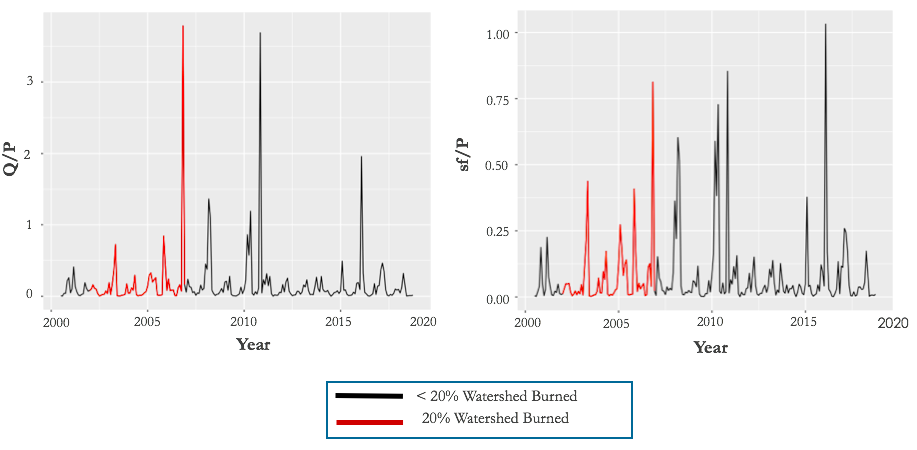 Q/P
3
2
1
0
2000 2005 2010 2015 2020
Year
sf/P
1.00
0.75
0.50
0.25
0.00
2000 2005 2010 2015 2020
Year
< 20% Watershed Burned
20% Watershed Burned